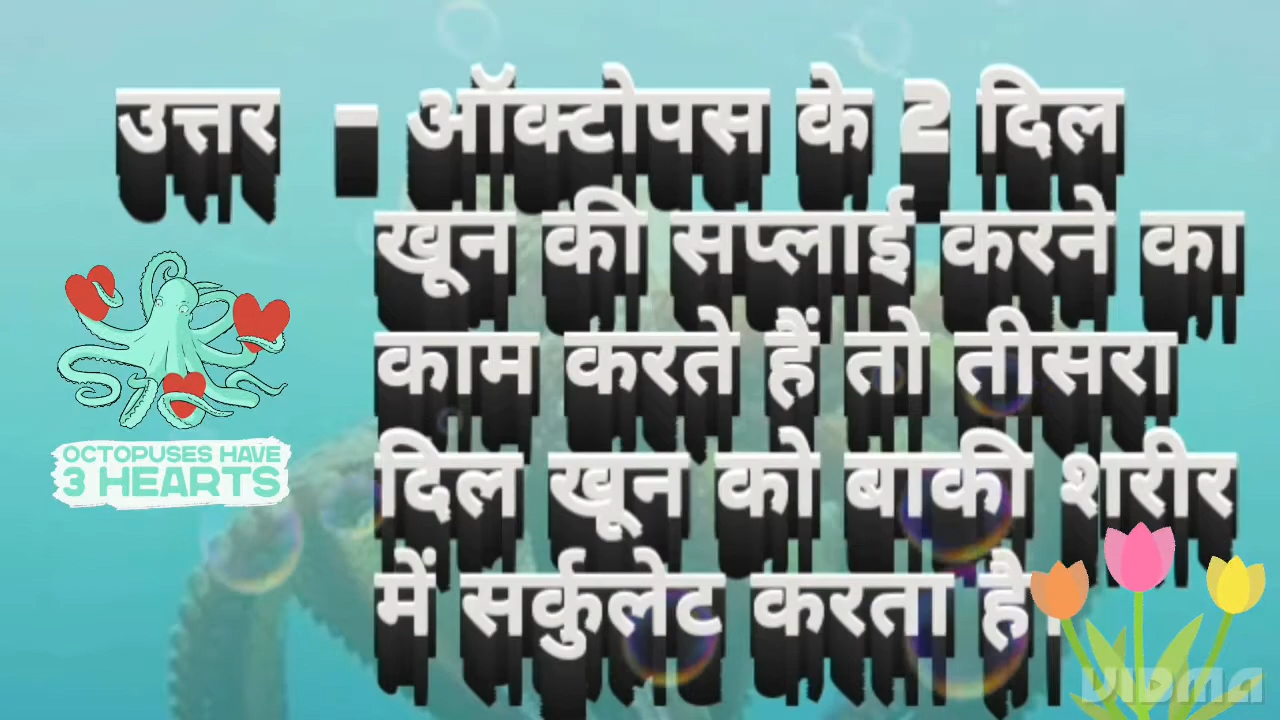 उत्तर - ऑक्टोपस के 2 दिल
खून की सप्लाई करने का
काम करते हैं तो तीसरा
दिल खून को बाकी शरीर
में सर्कुलेट करता है।
OCTOPUSES HAVE
3 HEARTS
VIDMA